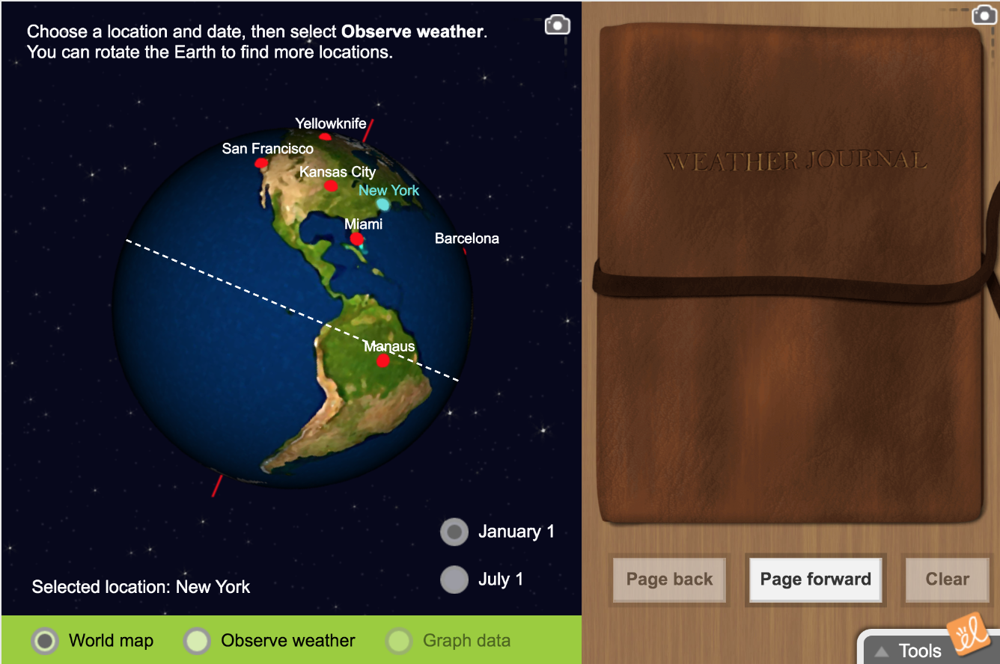 Choose a location and date, then select Observe weather.
You can rotate the Earth to find more locations.
Yellowknife
San Francisco
Kansas City
New York
Miami
Barcelona
Manaus
January 1
July 1
Selected location: New York
World map
Observe weather
Graph data
WEATHER JOURNAL
Page back
Page forward
Clear
Tools
el